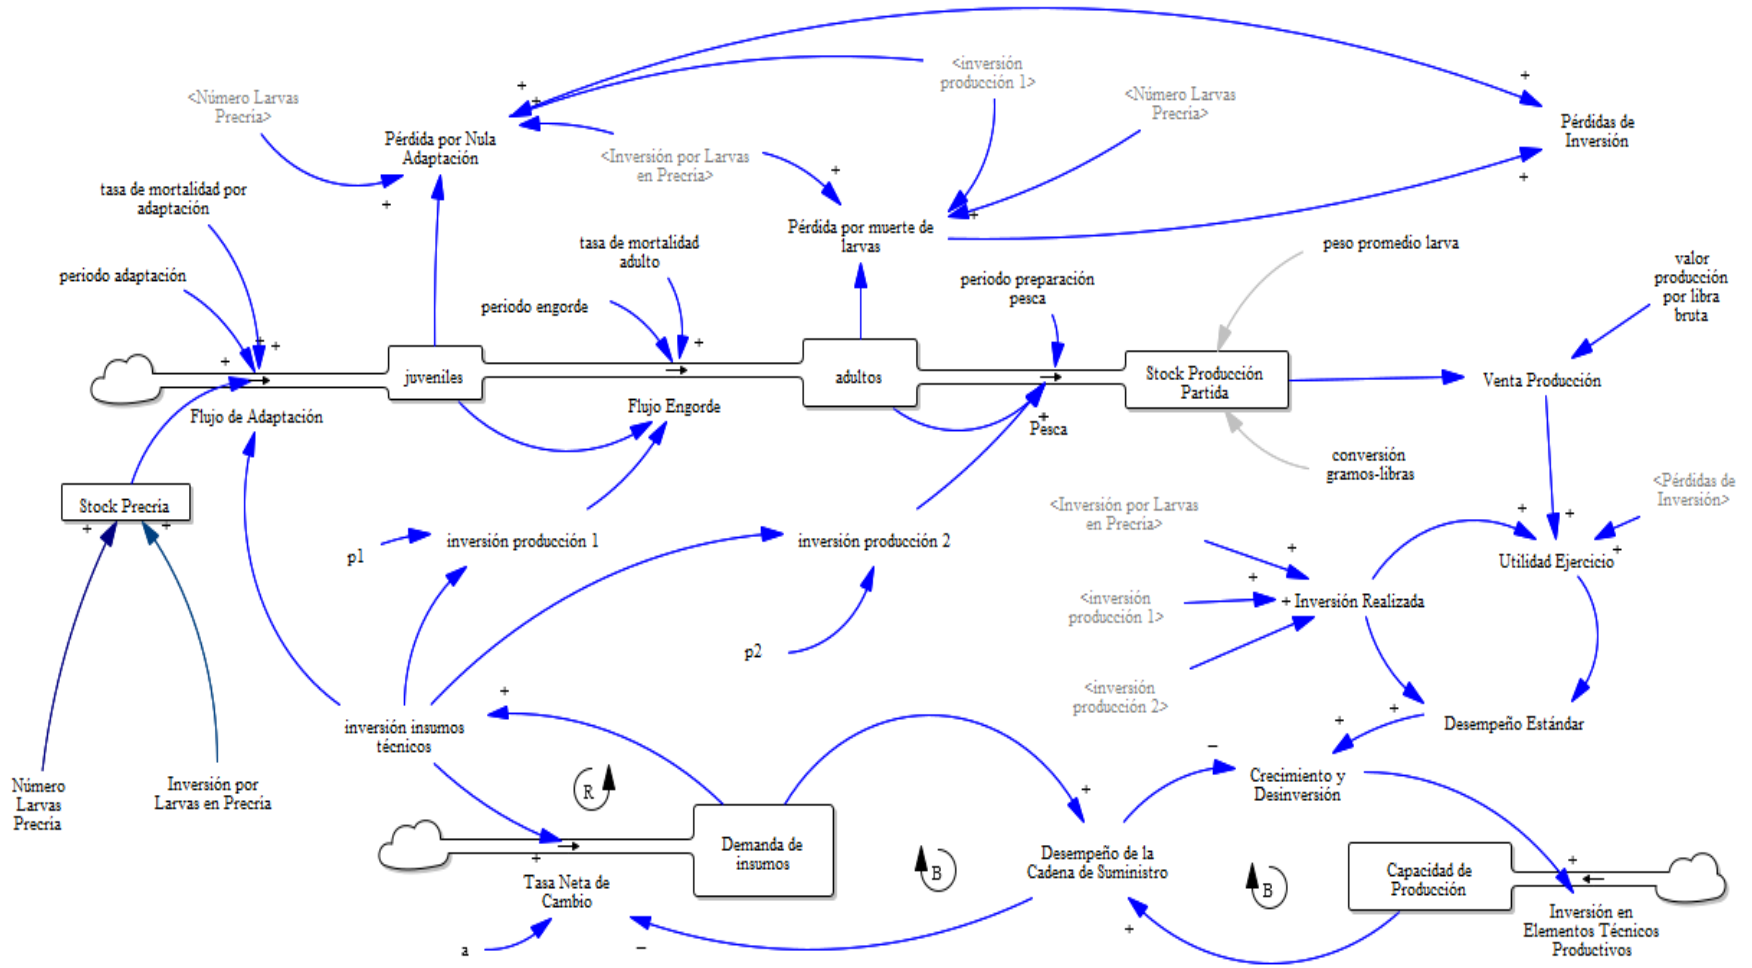 <inversión
producción 1>
<Número Larvas
Precría>
<Número Larvas
Precría>
+
+
+
Pérdidas de
Inversión
Pérdida por Nula
Adaptación
<Inversión por Larvas
en Precría>
+
+
+
+
tasa de mortalidad por
adaptación
Pérdida por muerte de
larvas
tasa de mortalidad
adulto
peso promedio larva
periodo adaptación
periodo engorde
periodo preparación
pesca
valor
producción
por libra
bruta
+
+
+
+
juveniles
adultos
Stock Producción
Partida
Venta Producción
Flujo de Adaptación
Flujo Engorde
+
Pesca
conversión
gramos-libras
Stock Precría
+
+
<Inversión por Larvas
en Precría>
<Pérdidas de
Inversión>
+
+
+
p1
inversión producción 1
inversión producción 2
Utilidad Ejercicio
+
+
<inversión
producción 1>
+ Inversión Realizada
p2
<inversión
producción 2>
+
inversión insumos
técnicos
+
+
Desempeño Estándar
−
Número
Larvas
Precría
Inversión por
Larvas en Precría
R
+
Crecimiento y
Desinversión
Demanda de
insumos
+
Tasa Neta de
Cambio
B
Desempeño de la
Cadena de Suministro
B
Capacidad de
Producción
+
Inversión en
Elementos Técnicos
Productivos
a
−
+